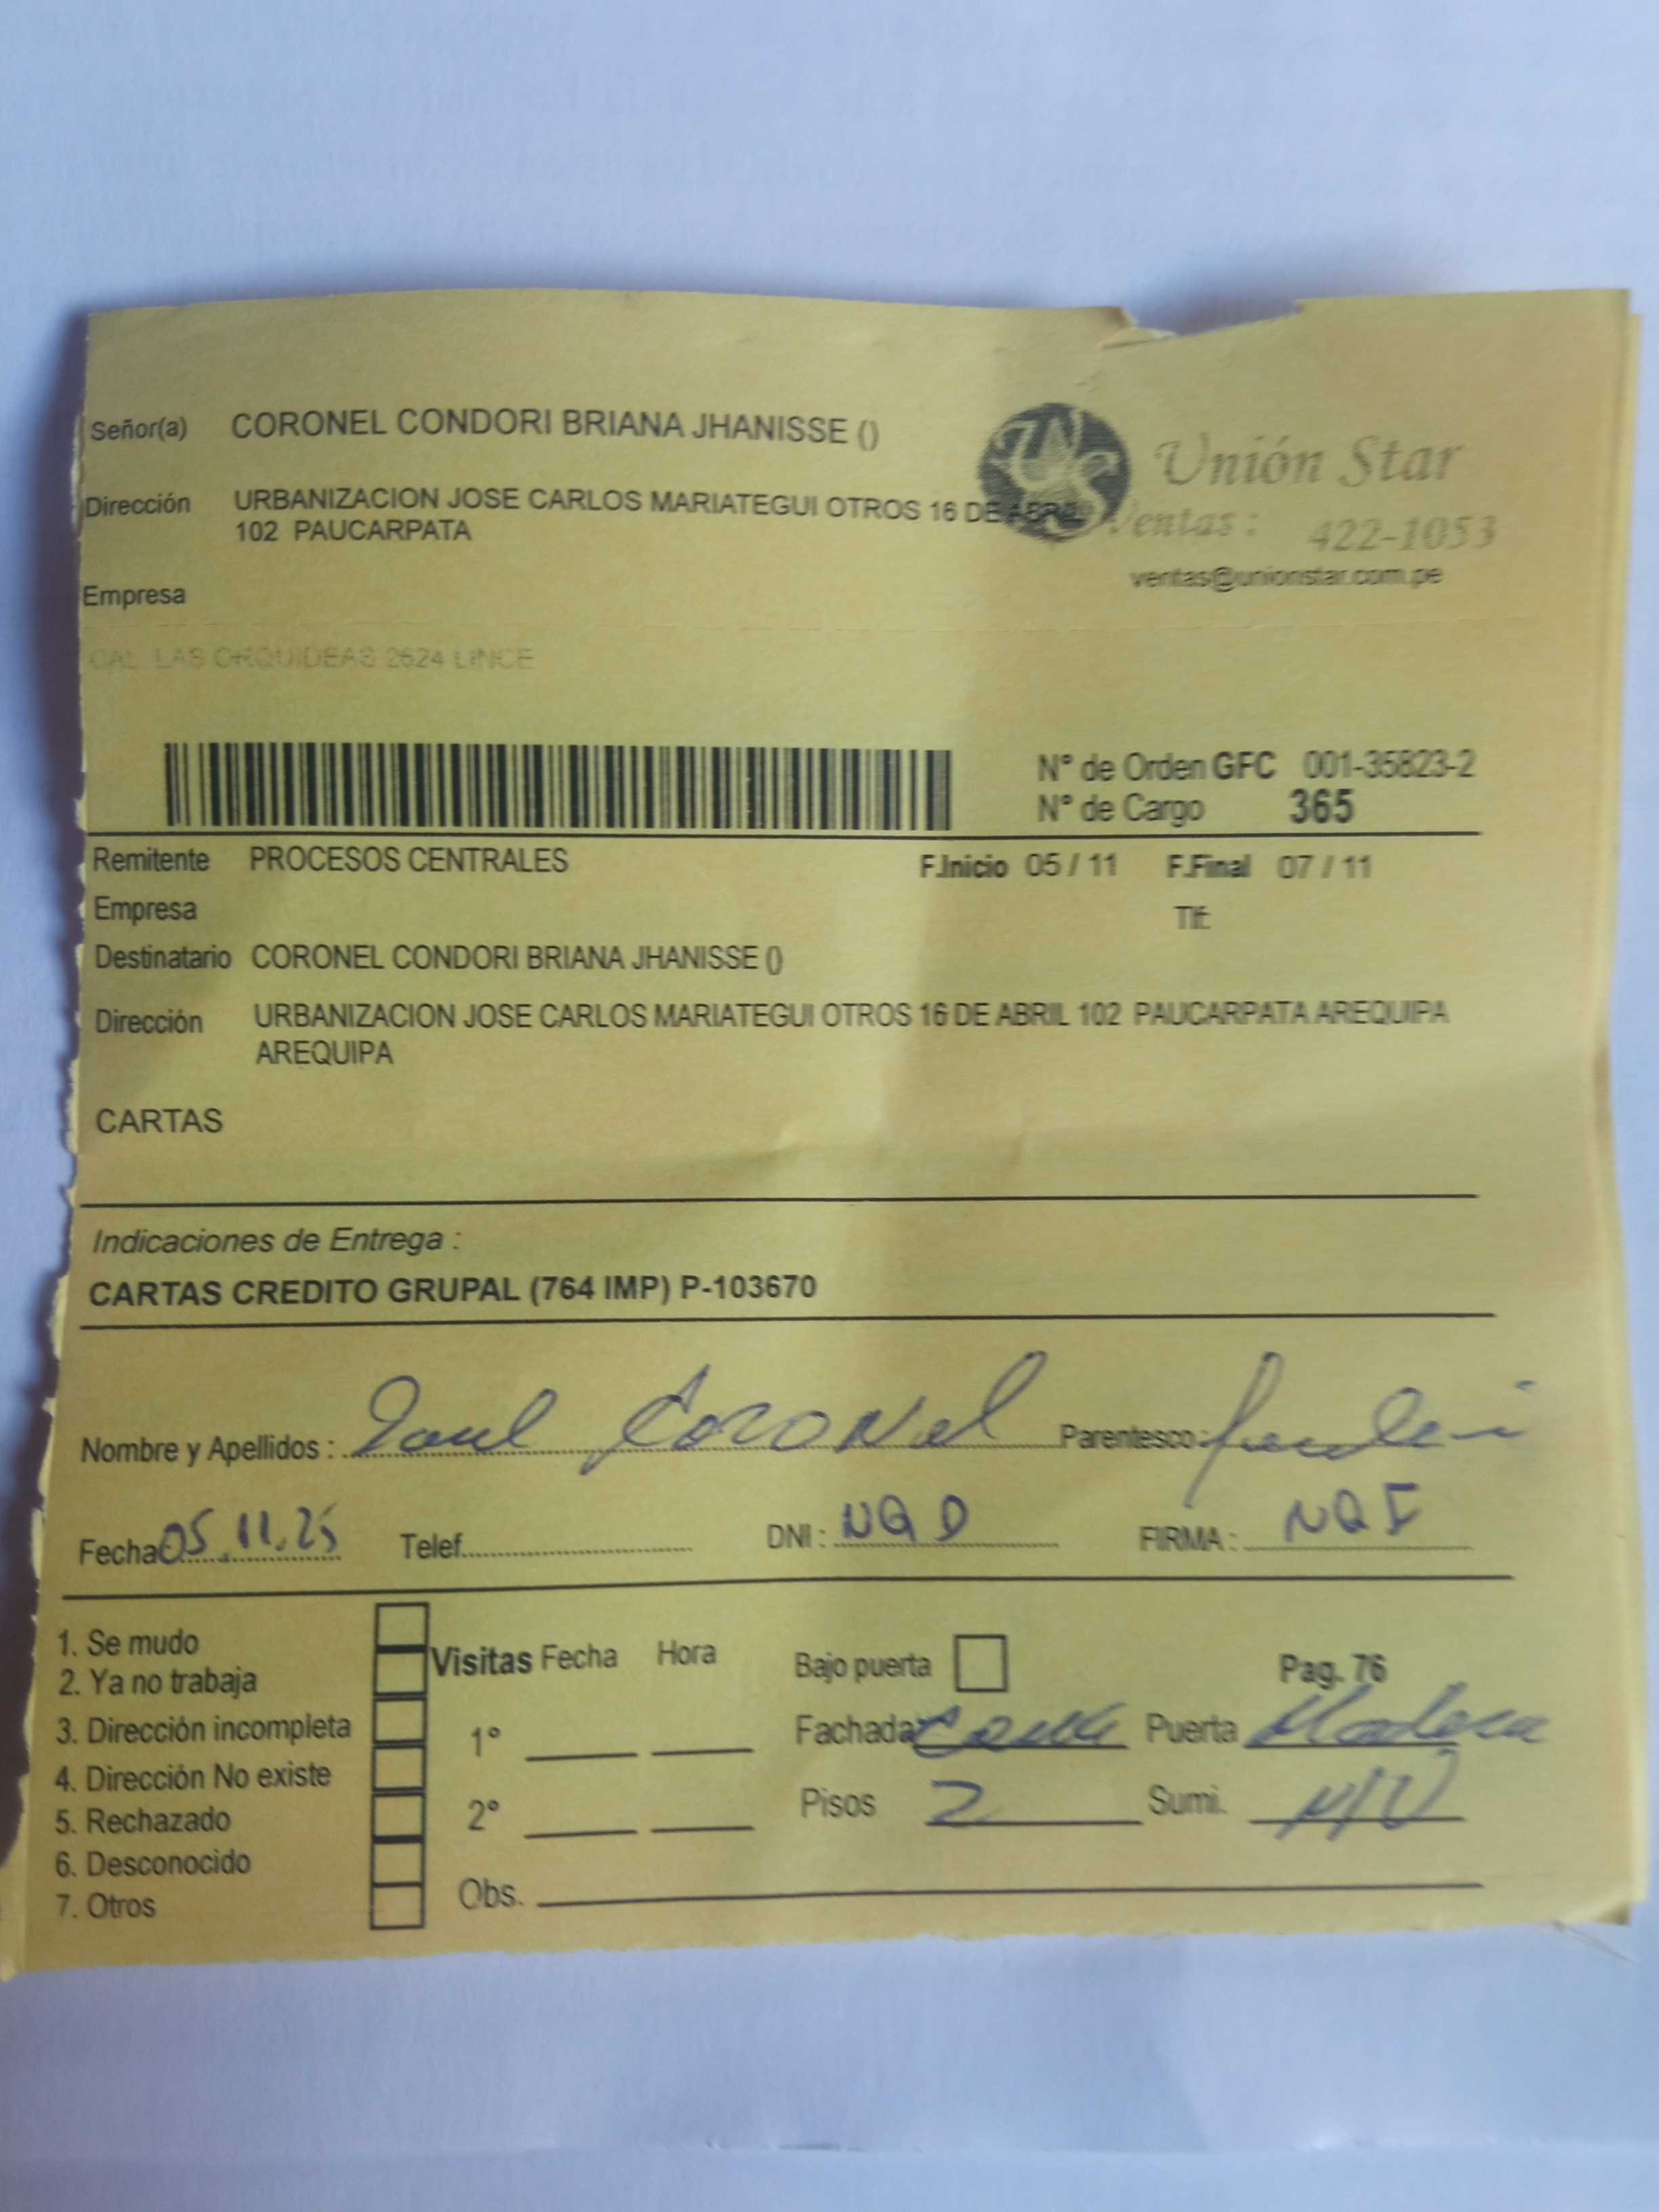 Señor(a) CORONEL CONDORI BRIANA JHANISSE ()
Unión Star
Dirección URBANIZACION JOSE CARLOS MARIATEGUI OTROS 16 DE ABRIL
102 PAUCARPATA
Ventas : 422-1053
ventas@unionstar.com.pe
Empresa
CAL LAS ORQUIDEAS 2624 LINCE
N° de Orden GFC 001-35823-2
N° de Cargo 365
Remitente PROCESOS CENTRALES F.Inicio 05 / 11 F.Final 07 / 11
Empresa Tlf:
Destinatario CORONEL CONDORI BRIANA JHANISSE ()
Dirección URBANIZACION JOSE CARLOS MARIATEGUI OTROS 16 DE ABRIL 102 PAUCARPATA AREQUIPA
AREQUIPA
CARTAS
Indicaciones de Entrega :
CARTAS CREDITO GRUPAL (764 IMP) P-103670
Nombre y Apellidos : Coronel Parentesco:
Fecha 05.11.25 Telef. DNI : NQD FIRMA : NQF
1. Se mudo
2. Ya no trabaja
3. Dirección incompleta
4. Dirección No existe
5. Rechazado
6. Desconocido
7. Otros
Visitas Fecha Hora
1°
2°
Obs.
Bajo puerta Pag. 76
Fachada Puerta Madera
Pisos 2 Sumi. N/V